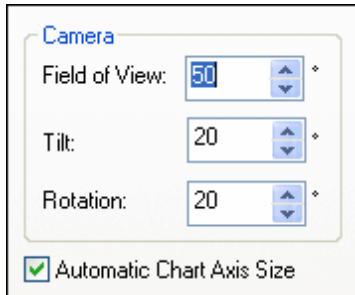 Camera
Field of View: 50 °
Tilt: 20 °
Rotation: 20 °
Automatic Chart Axis Size